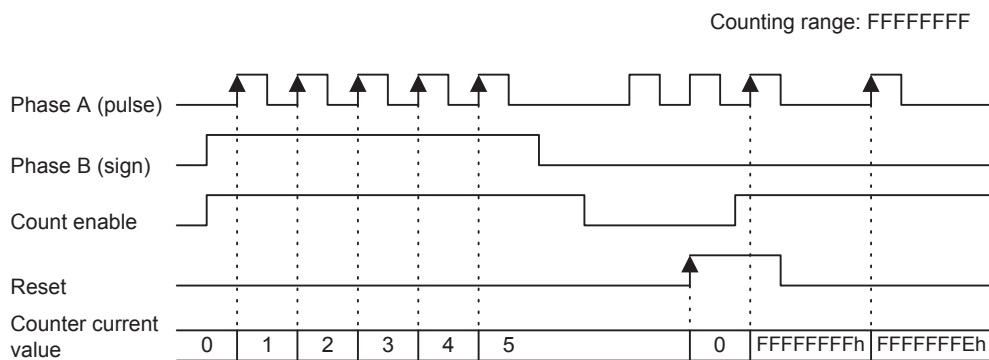 Counting range: FFFFFFFF
Phase A (pulse)
Phase B (sign)
Count enable
Reset
Counter current
value
0 1 2 3 4 5 0 FFFFFFFFh FFFFFFFEh